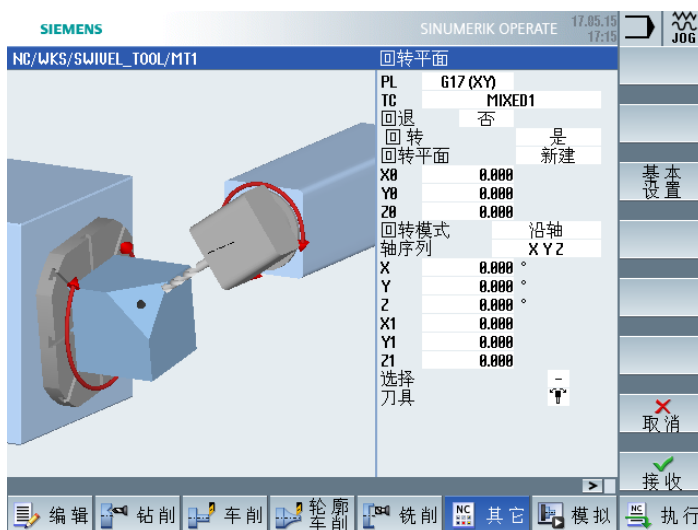 SIEMENS
SINUMERIK OPERATE
17.05.15
17:15
JOG
NC/WKS/SWIVEL_TOOL/MT1
回转平面
PL G17 (XY)
TC MIXED1
回退 否
回转 是
回转平面 新建
X0 0.000
Y0 0.000
Z0 0.000
回转模式 沿轴
轴序列 X Y Z
X 0.000 °
Y 0.000 °
Z 0.000 °
X1 0.000
Y1 0.000
Z1 0.000
选择 -
刀具
基本
设置
取消
接收
>
编辑
钻削
车削
轮廓
车削
铣削
NC
其它
模拟
NC
执行